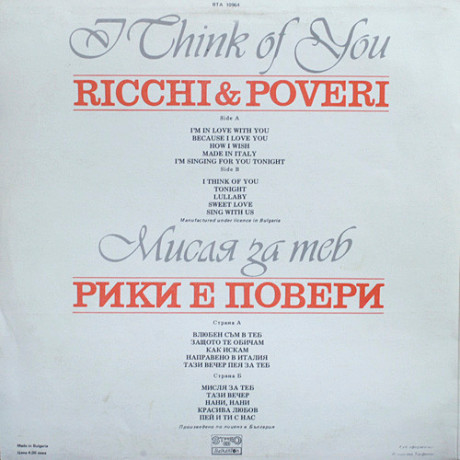 I Think of You
RICCHI & POVERI
Side A
I'M IN LOVE WITH YOU
BECAUSE I LOVE YOU
HOW I WISH
MADE IN ITALY
I'M SINGING FOR YOU TONIGHT
Side B
I THINK OF YOU
TONIGHT
LULLABY
SWEET LOVE
SING WITH US
Manufactured under licence in Bulgaria
Мисля за теб
РИКИ Е ПОВЕРИ
Страна А
ВЛЮБЕН СЪМ В ТЕБ
ЗАЩОТО ТЕ ОБИЧАМ
КАК ИСКАМ
НАПРАВЕНО В ИТАЛИЯ
ТАЗИ ВЕЧЕР ПЕЯ ЗА ТЕБ
Страна Б
МИСЛЯ ЗА ТЕБ
ТАЗИ ВЕЧЕР
НАНИ, НАНИ
КРАСИВА ЛЮБОВ
ПЕЙ И ТИ С НАС
Произведено по лиценз в България
Made in Bulgaria
STEREO